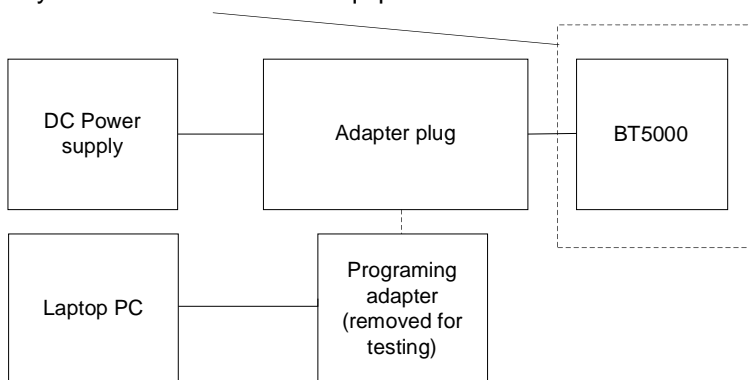 DC Power
supply
Adapter plug
BT5000
Laptop PC
Programing
adapter
(removed for
testing)